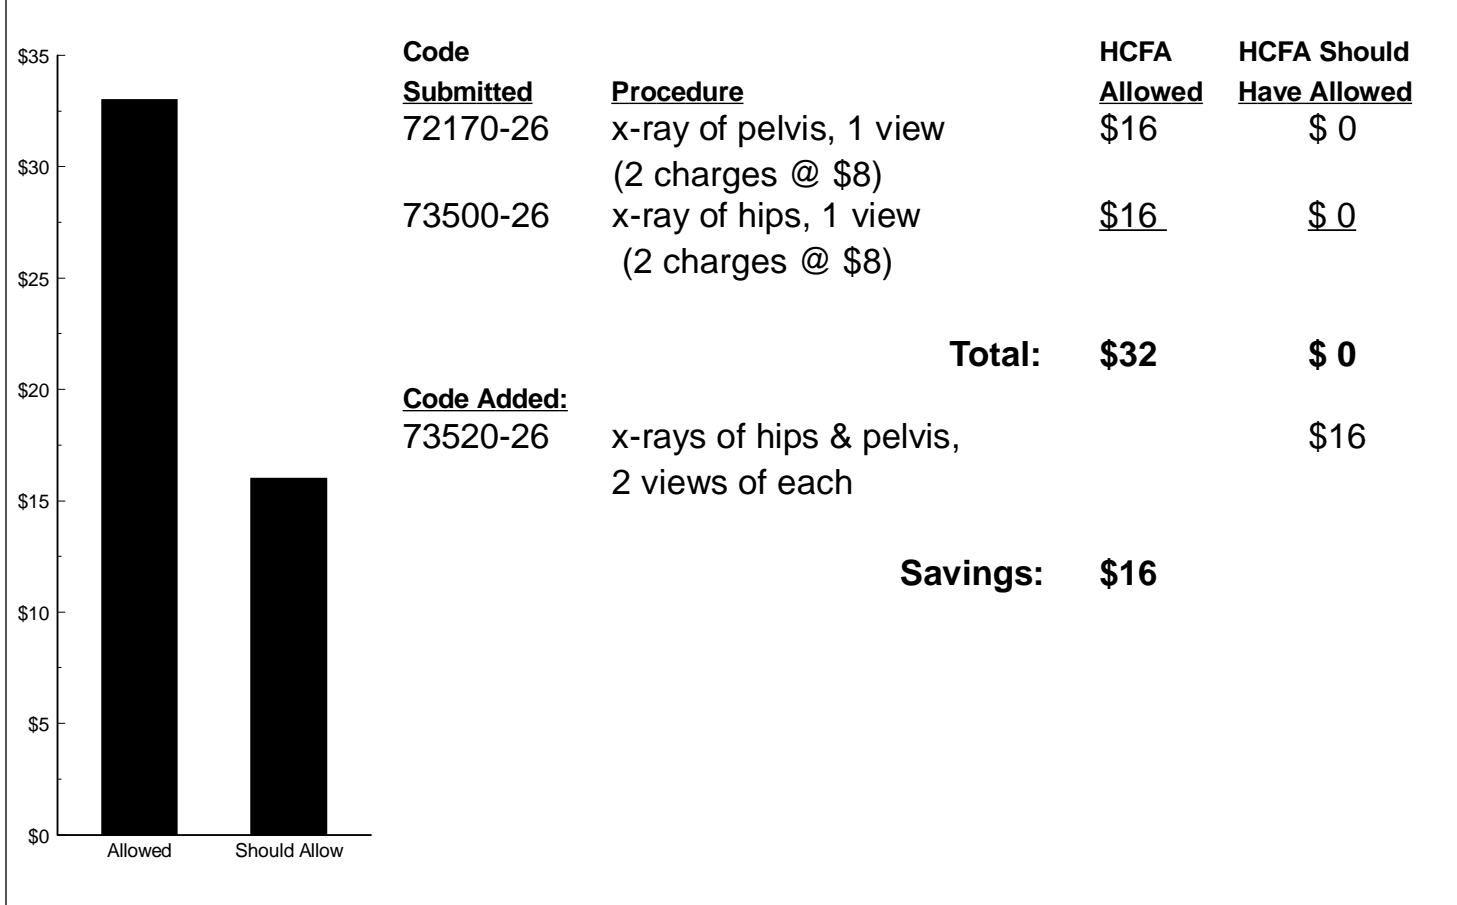 $35
$30
$25
$20
$15
$10
$5
$0
Allowed Should Allow
Code HCFA HCFA Should
Submitted Procedure Allowed Have Allowed
72170-26 x-ray of pelvis, 1 view $16 $ 0
(2 charges @ $8)
73500-26 x-ray of hips, 1 view $16 $ 0
(2 charges @ $8)
Total: $32 $ 0
Code Added:
73520-26 x-rays of hips & pelvis, $16
2 views of each
Savings: $16